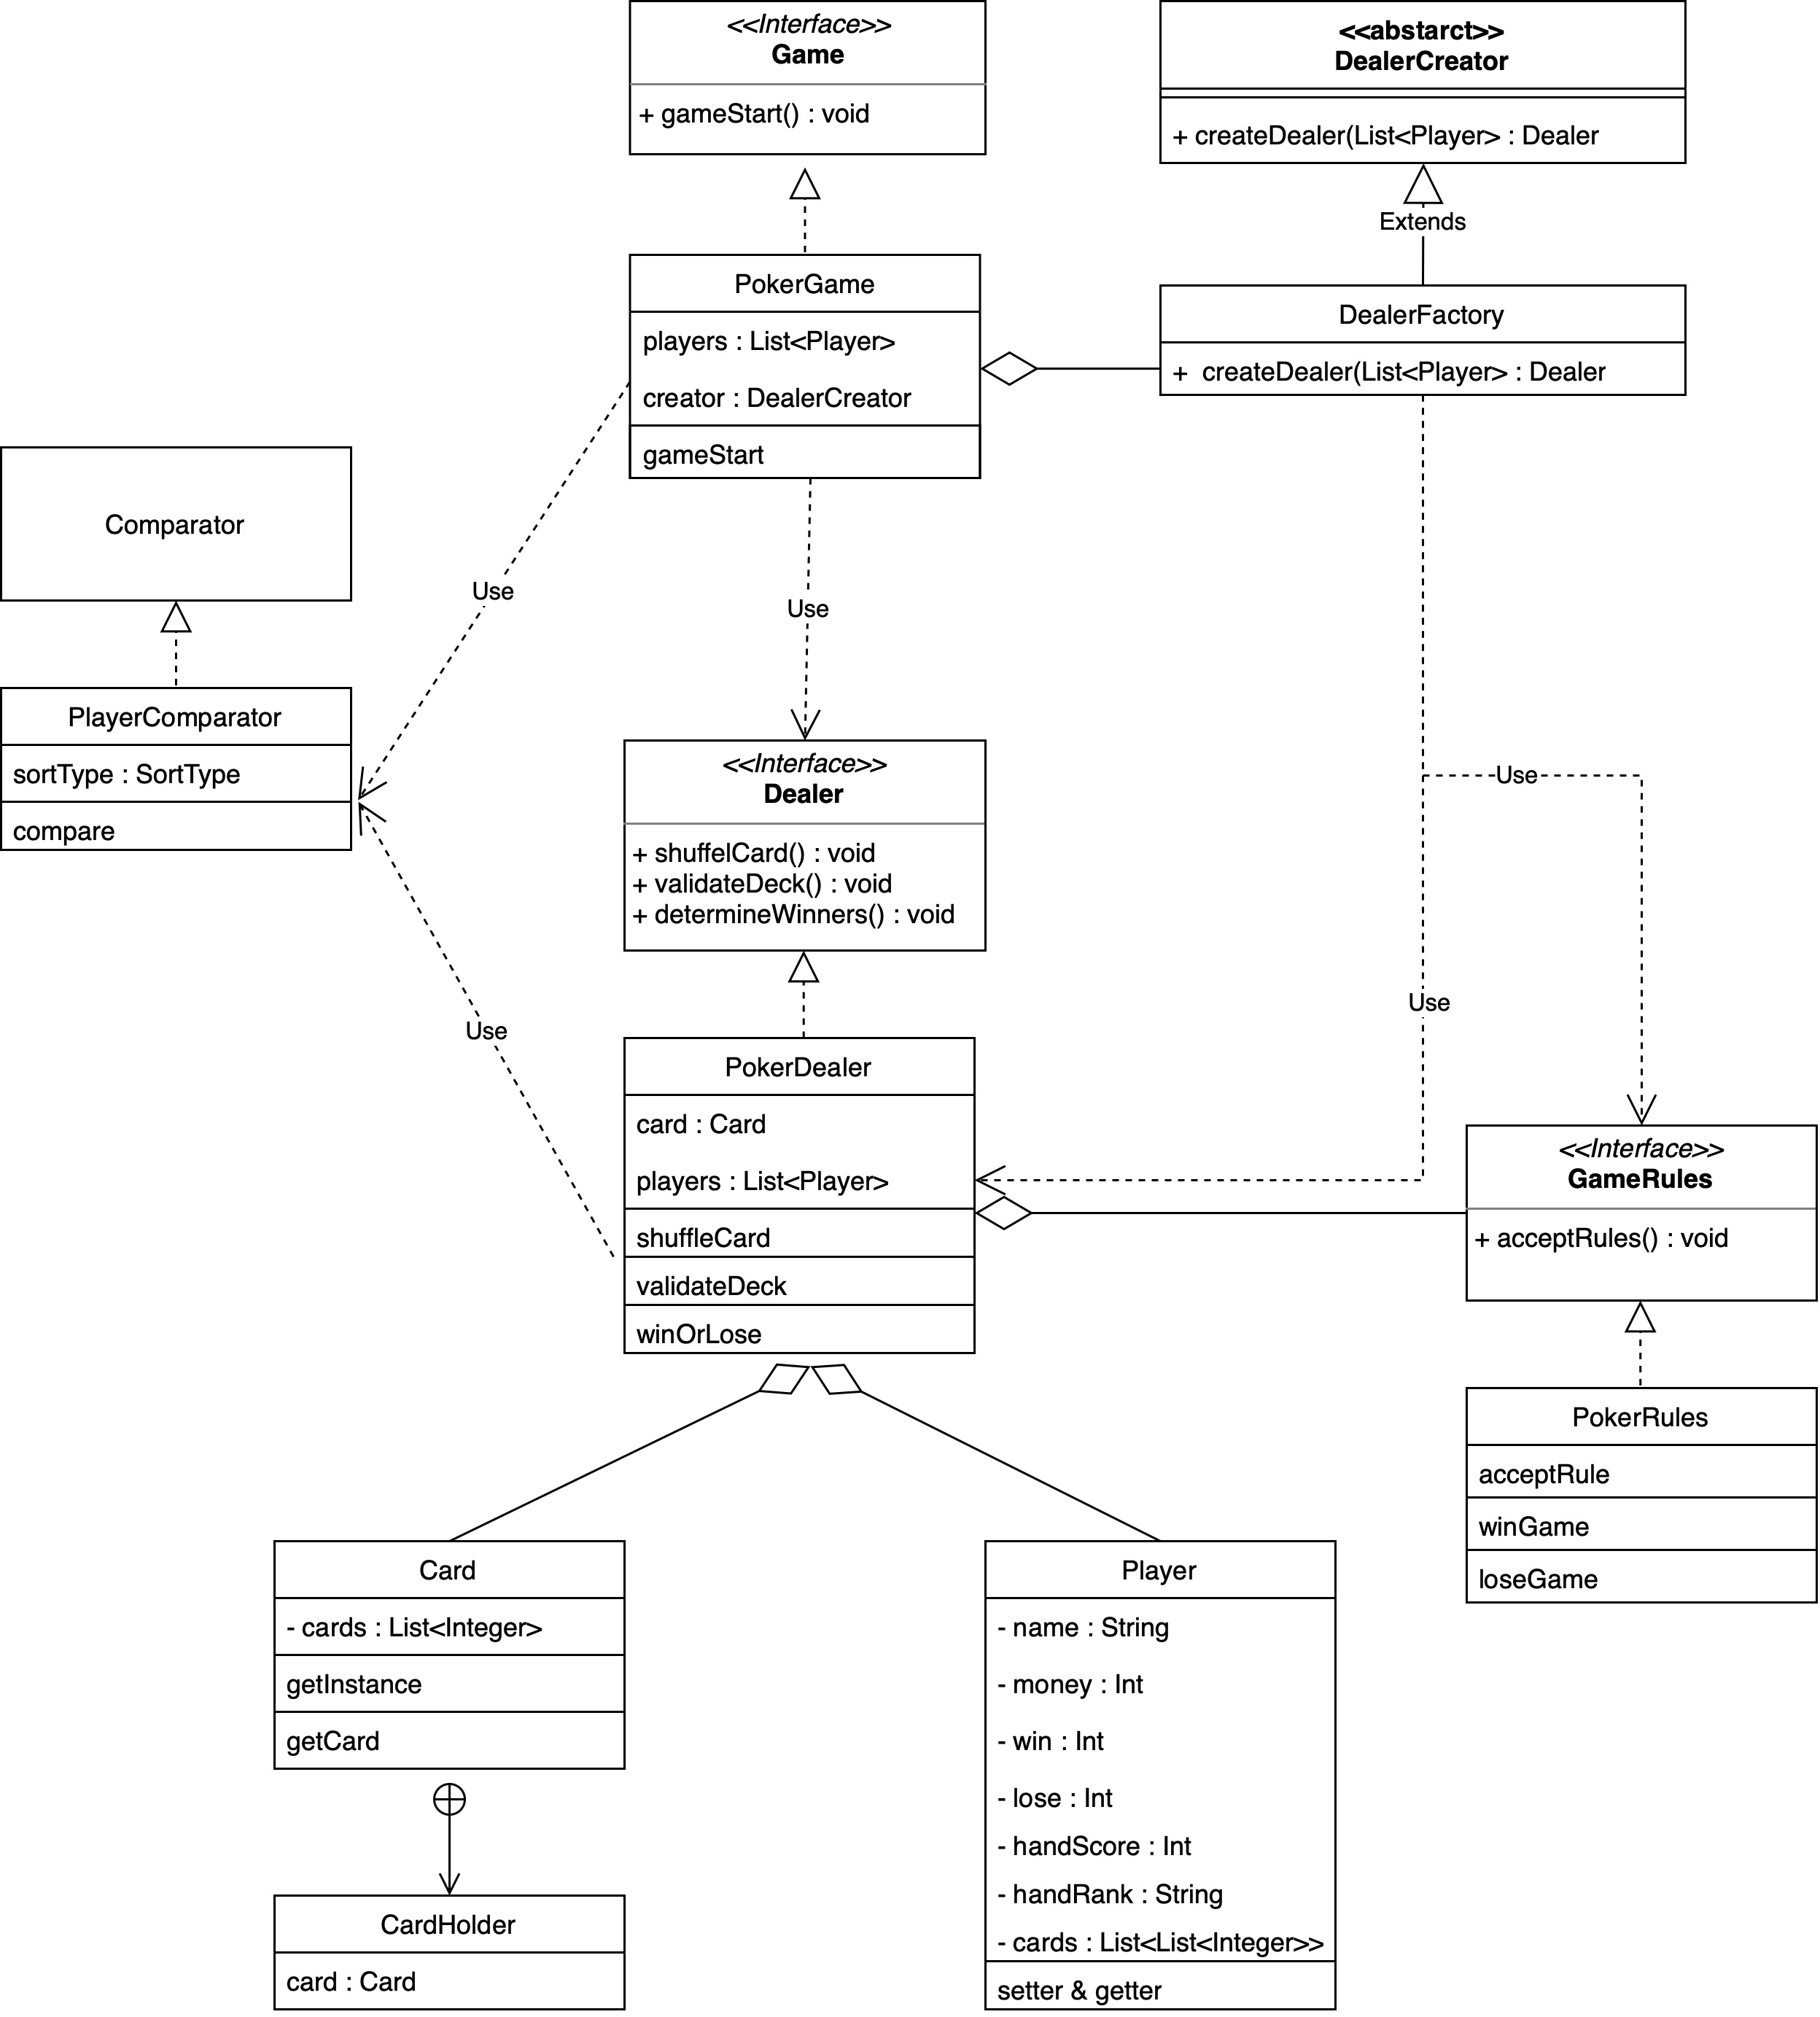 <<Interface>>
Game
+ gameStart() : void
<<abstarct>>
DealerCreator
+ createDealer(List<Player> : Dealer
Extends
PokerGame
players : List<Player>
creator : DealerCreator
gameStart
DealerFactory
+  createDealer(List<Player> : Dealer
Comparator
Use
Use
PlayerComparator
sortType : SortType
compare
<<Interface>>
Dealer
+ shuffelCard() : void
+ validateDeck() : void
+ determineWinners() : void
Use
Use
Use
PokerDealer
card : Card
players : List<Player>
shuffleCard
validateDeck
winOrLose
<<Interface>>
GameRules
+ acceptRules() : void
PokerRules
acceptRule
winGame
loseGame
Card
- cards : List<Integer>
getInstance
getCard
Player
- name : String
- money : Int
- win : Int
- lose : Int
- handScore : Int
- handRank : String
- cards : List<List<Integer>>
setter & getter
CardHolder
card : Card